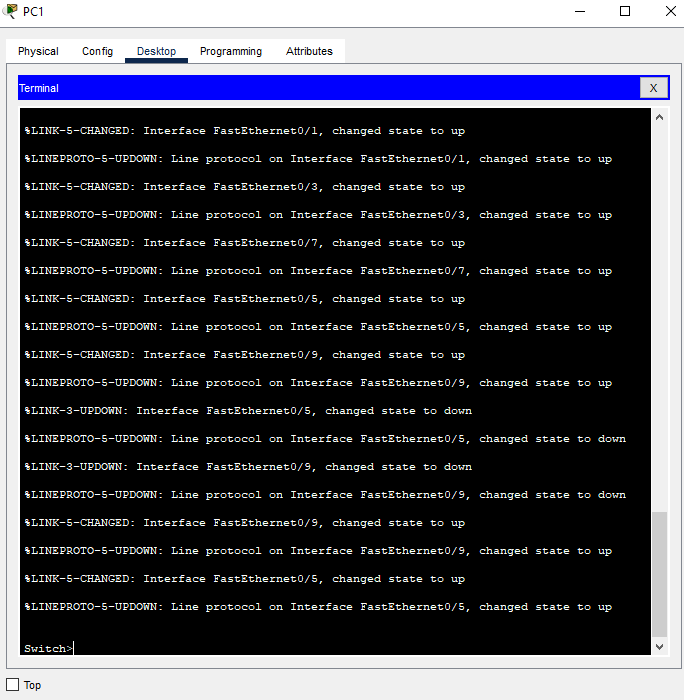 PC1
Physical Config Desktop Programming Attributes
Terminal X
%LINK-5-CHANGED: Interface FastEthernet0/1, changed state to up
%LINEPROTO-5-UPDOWN: Line protocol on Interface FastEthernet0/1, changed state to up
%LINK-5-CHANGED: Interface FastEthernet0/3, changed state to up
%LINEPROTO-5-UPDOWN: Line protocol on Interface FastEthernet0/3, changed state to up
%LINK-5-CHANGED: Interface FastEthernet0/7, changed state to up
%LINEPROTO-5-UPDOWN: Line protocol on Interface FastEthernet0/7, changed state to up
%LINK-5-CHANGED: Interface FastEthernet0/5, changed state to up
%LINEPROTO-5-UPDOWN: Line protocol on Interface FastEthernet0/5, changed state to up
%LINK-5-CHANGED: Interface FastEthernet0/9, changed state to up
%LINEPROTO-5-UPDOWN: Line protocol on Interface FastEthernet0/9, changed state to up
%LINK-3-UPDOWN: Interface FastEthernet0/5, changed state to down
%LINEPROTO-5-UPDOWN: Line protocol on Interface FastEthernet0/5, changed state to down
%LINK-3-UPDOWN: Interface FastEthernet0/9, changed state to down
%LINEPROTO-5-UPDOWN: Line protocol on Interface FastEthernet0/9, changed state to down
%LINK-5-CHANGED: Interface FastEthernet0/9, changed state to up
%LINEPROTO-5-UPDOWN: Line protocol on Interface FastEthernet0/9, changed state to up
%LINK-5-CHANGED: Interface FastEthernet0/5, changed state to up
%LINEPROTO-5-UPDOWN: Line protocol on Interface FastEthernet0/5, changed state to up
Switch>
Top